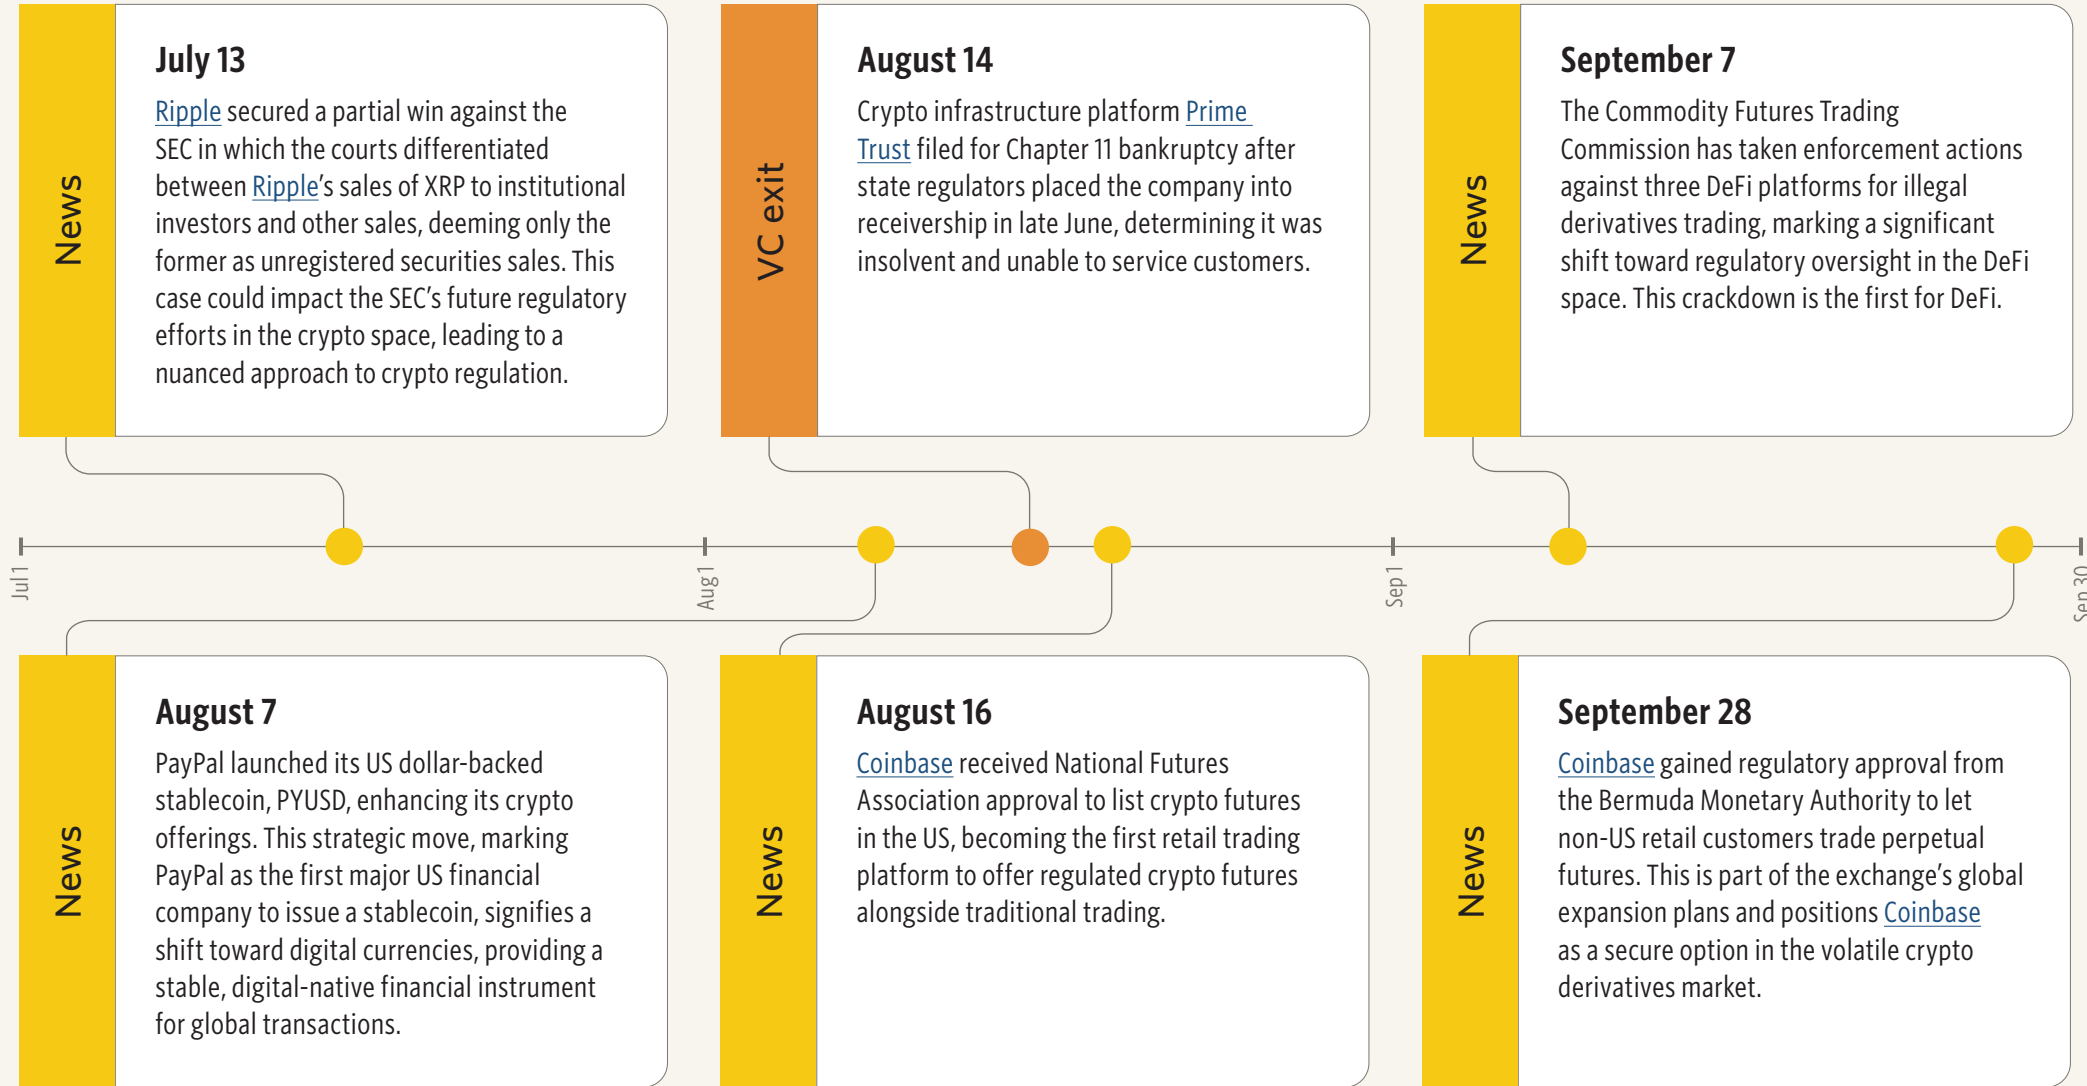 News
July 13
Ripple secured a partial win against the
SEC in which the courts differentiated
between Ripple's sales of XRP to institutional
investors and other sales, deeming only the
former as unregistered securities sales. This
case could impact the SEC's future regulatory
efforts in the crypto space, leading to a
nuanced approach to crypto regulation.
VC exit
August 14
Crypto infrastructure platform Prime
Trust filed for Chapter 11 bankruptcy after
state regulators placed the company into
receivership in late June, determining it was
insolvent and unable to service customers.
News
September 7
The Commodity Futures Trading
Commission has taken enforcement actions
against three DeFi platforms for illegal
derivatives trading, marking a significant
shift toward regulatory oversight in the DeFi
space. This crackdown is the first for DeFi.
Jul 1
Aug 1
Sep 1
Sep 30
News
August 7
PayPal launched its US dollar-backed
stablecoin, PYUSD, enhancing its crypto
offerings. This strategic move, marking
PayPal as the first major US financial
company to issue a stablecoin, signifies a
shift toward digital currencies, providing a
stable, digital-native financial instrument
for global transactions.
News
August 16
Coinbase received National Futures
Association approval to list crypto futures
in the US, becoming the first retail trading
platform to offer regulated crypto futures
alongside traditional trading.
News
September 28
Coinbase gained regulatory approval from
the Bermuda Monetary Authority to let
non-US retail customers trade perpetual
futures. This is part of the exchange's global
expansion plans and positions Coinbase
as a secure option in the volatile crypto
derivatives market.